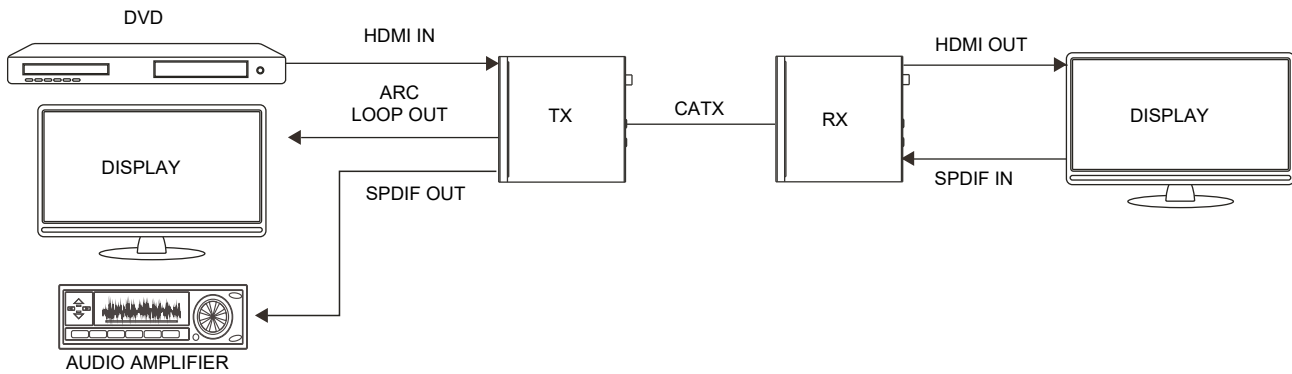 DVD
HDMI IN
ARC
LOOP OUT
DISPLAY
SPDIF OUT
AUDIO AMPLIFIER
TX
CATX
RX
HDMI OUT
SPDIF IN
DISPLAY